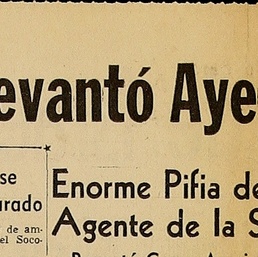 evantó Aye
se
urado
de am-
el Soco-
Enorme Pifia de
Agente de la S